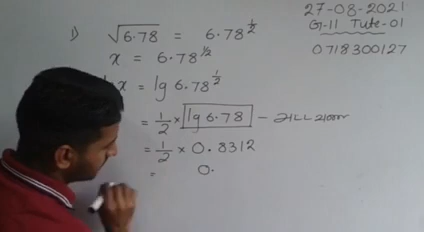 27-08-2021
G-11 Tute-01
0718300127
1) √6.78 = 6.78^½
x = 6.78^½
lg x = lg 6.78^½
= ½ × lg 6.78 -
= ½ × 0.8312
= 0.